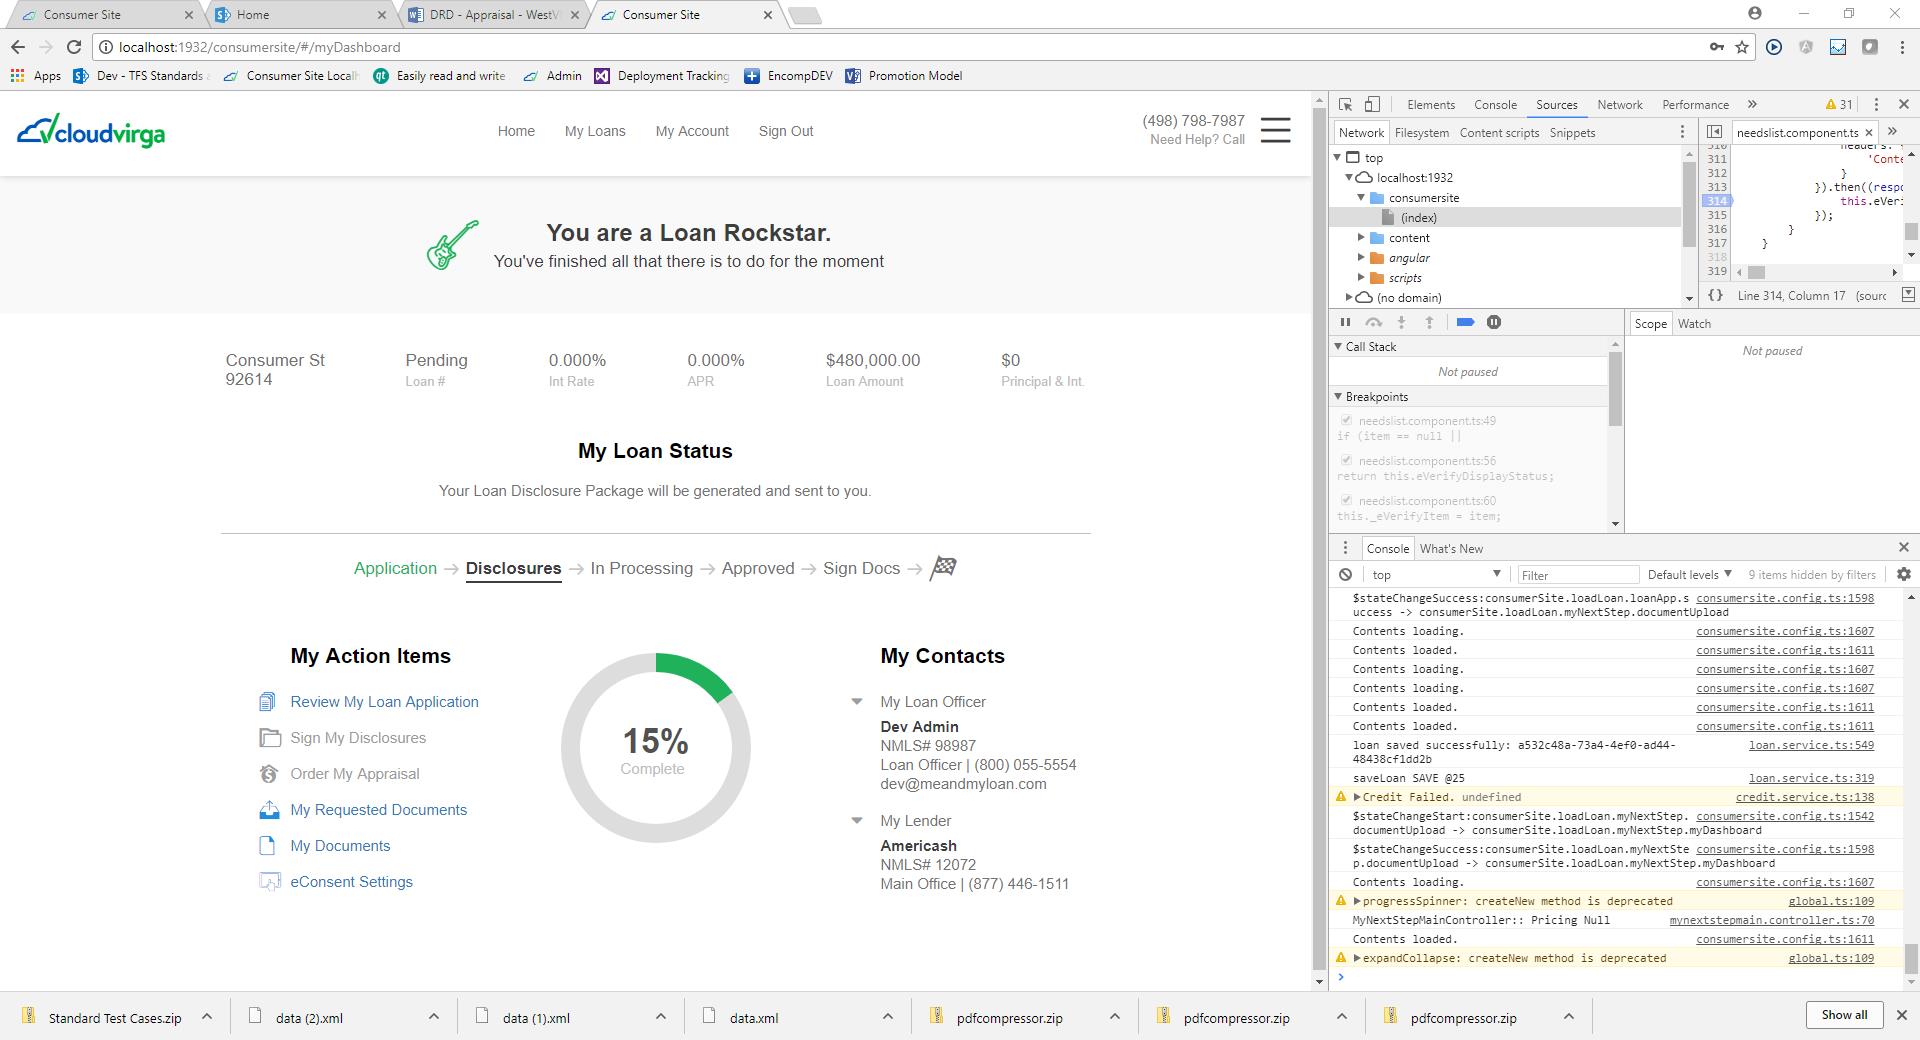 Consumer Site
Home
DRD - Appraisal - WestV
Consumer Site
localhost:1932/consumersite/#/myDashboard
Apps
Dev - TFS Standards
Consumer Site Local
Easily read and write
Admin
Deployment Tracking
EncompDEV
Promotion Model
cloudvirga
Home
My Loans
My Account
Sign Out
(498) 798-7987
Need Help? Call
You are a Loan Rockstar.
You've finished all that there is to do for the moment
Consumer St
92614
Pending
Loan #
0.000%
Int Rate
0.000%
APR
$480,000.00
Loan Amount
$0
Principal & Int.
My Loan Status
Your Loan Disclosure Package will be generated and sent to you.
Application
Disclosures
In Processing
Approved
Sign Docs
My Action Items
Review My Loan Application
Sign My Disclosures
Order My Appraisal
My Requested Documents
My Documents
eConsent Settings
15%
Complete
My Contacts
My Loan Officer
Dev Admin
NMLS# 98987
Loan Officer | (800) 055-5554
dev@meandmyloan.com
My Lender
Americash
NMLS# 12072
Main Office | (877) 446-1511
Elements
Console
Sources
Network
Performance
31
Network
Filesystem
Content scripts
Snippets
top
localhost:1932
consumersite
(index)
content
angular
scripts
(no domain)
needslist.component.ts
311 'Conte
312 }
313 }).then((respo
314 this.eVeri
315 });
316 }
317 }
318
319
{} Line 314, Column 17 (sourc
Call Stack
Not paused
Breakpoints
needslist.component.ts:49
if (item == null ||
needslist.component.ts:56
return this.eVerifyDisplayStatus;
needslist.component.ts:60
this._eVerifyItem = item;
Scope
Watch
Not paused
Console
What's New
top
Filter
Default levels
9 items hidden by filters
$stateChangeSuccess:consumerSite.loadLoan.loanApp.s consumersite.config.ts:1598
uccess -> consumerSite.loadLoan.myNextStep.documentUpload
Contents loading. consumersite.config.ts:1607
Contents loaded. consumersite.config.ts:1611
Contents loading. consumersite.config.ts:1607
Contents loading. consumersite.config.ts:1607
Contents loaded. consumersite.config.ts:1611
Contents loaded. consumersite.config.ts:1611
loan saved successfully: a532c48a-73a4-4ef0-ad44- loan.service.ts:549
48438cf1dd2b
saveLoan SAVE @25 loan.service.ts:319
Credit Failed. undefined credit.service.ts:138
$stateChangeStart:consumerSite.loadLoan.myNextStep. consumersite.config.ts:1542
documentUpload -> consumerSite.loadLoan.myNextStep.myDashboard
$stateChangeSuccess:consumerSite.loadLoan.myNextSte consumersite.config.ts:1598
p.documentUpload -> consumerSite.loadLoan.myNextStep.myDashboard
Contents loading. consumersite.config.ts:1607
progressSpinner: createNew method is deprecated global.ts:109
MyNextStepMainController:: Pricing Null mynextstepmain.controller.ts:70
Contents loaded. consumersite.config.ts:1611
expandCollapse: createNew method is deprecated global.ts:109
Standard Test Cases.zip
data (2).xml
data (1).xml
data.xml
pdfcompressor.zip
pdfcompressor.zip
pdfcompressor.zip
Show all